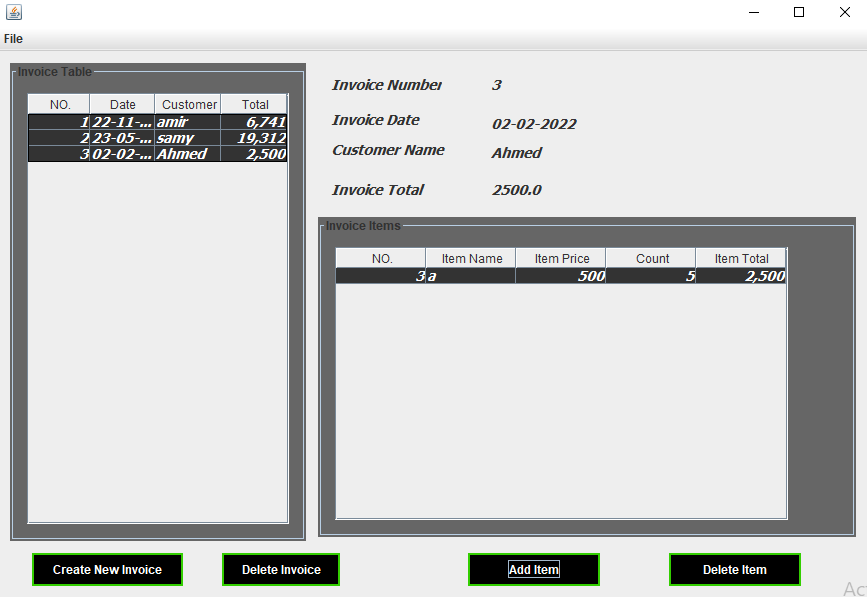 File
Invoice Table
NO. Date Customer Total
1 22-11-... amir 6,741
2 23-05-... samy 19,312
3 02-02-... Ahmed 2,500
Invoice Number 3
Invoice Date 02-02-2022
Customer Name Ahmed
Invoice Total 2500.0
Invoice Items
NO. Item Name Item Price Count Item Total
3 a 500 5 2,500
Create New Invoice Delete Invoice Add Item Delete Item